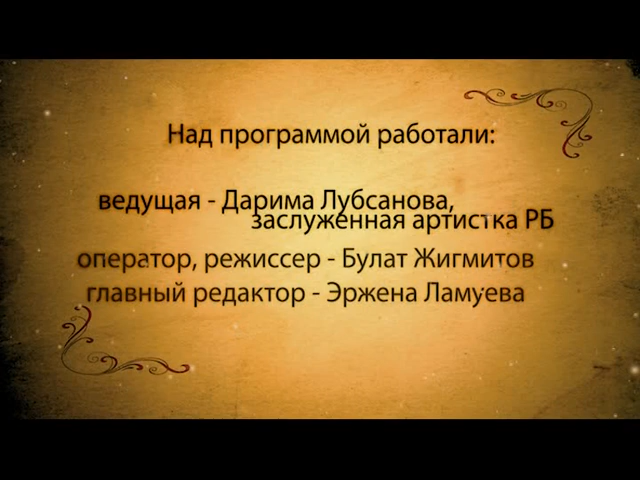 Над программой работали:
ведущая - Дарима Лубсанова,
заслуженная артистка РБ
оператор, режиссер - Булат Жигмитов
главный редактор - Эржена Ламуева